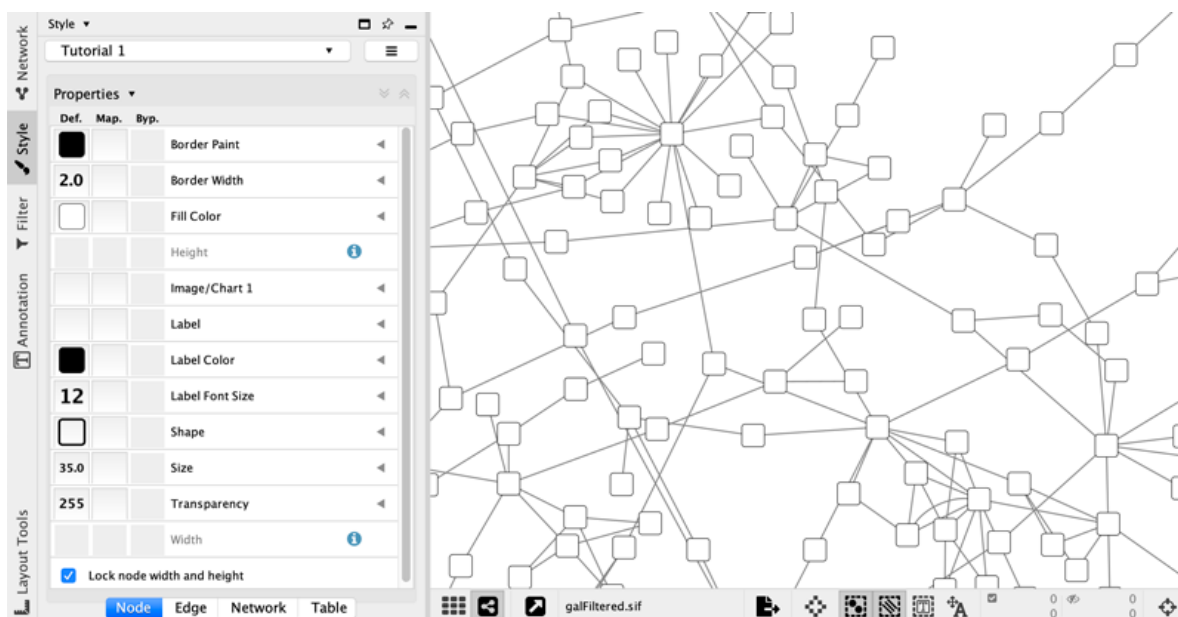 Style
Tutorial 1
Properties
Def. Map. Byp.
Border Paint
2.0 Border Width
Fill Color
Height
Image/Chart 1
Label
Label Color
12 Label Font Size
Shape
35.0 Size
255 Transparency
Width
Lock node width and height
Node Edge Network Table
Network
Style
Filter
Annotation
Layout Tools
galFiltered.sif
A
0 0
0 0